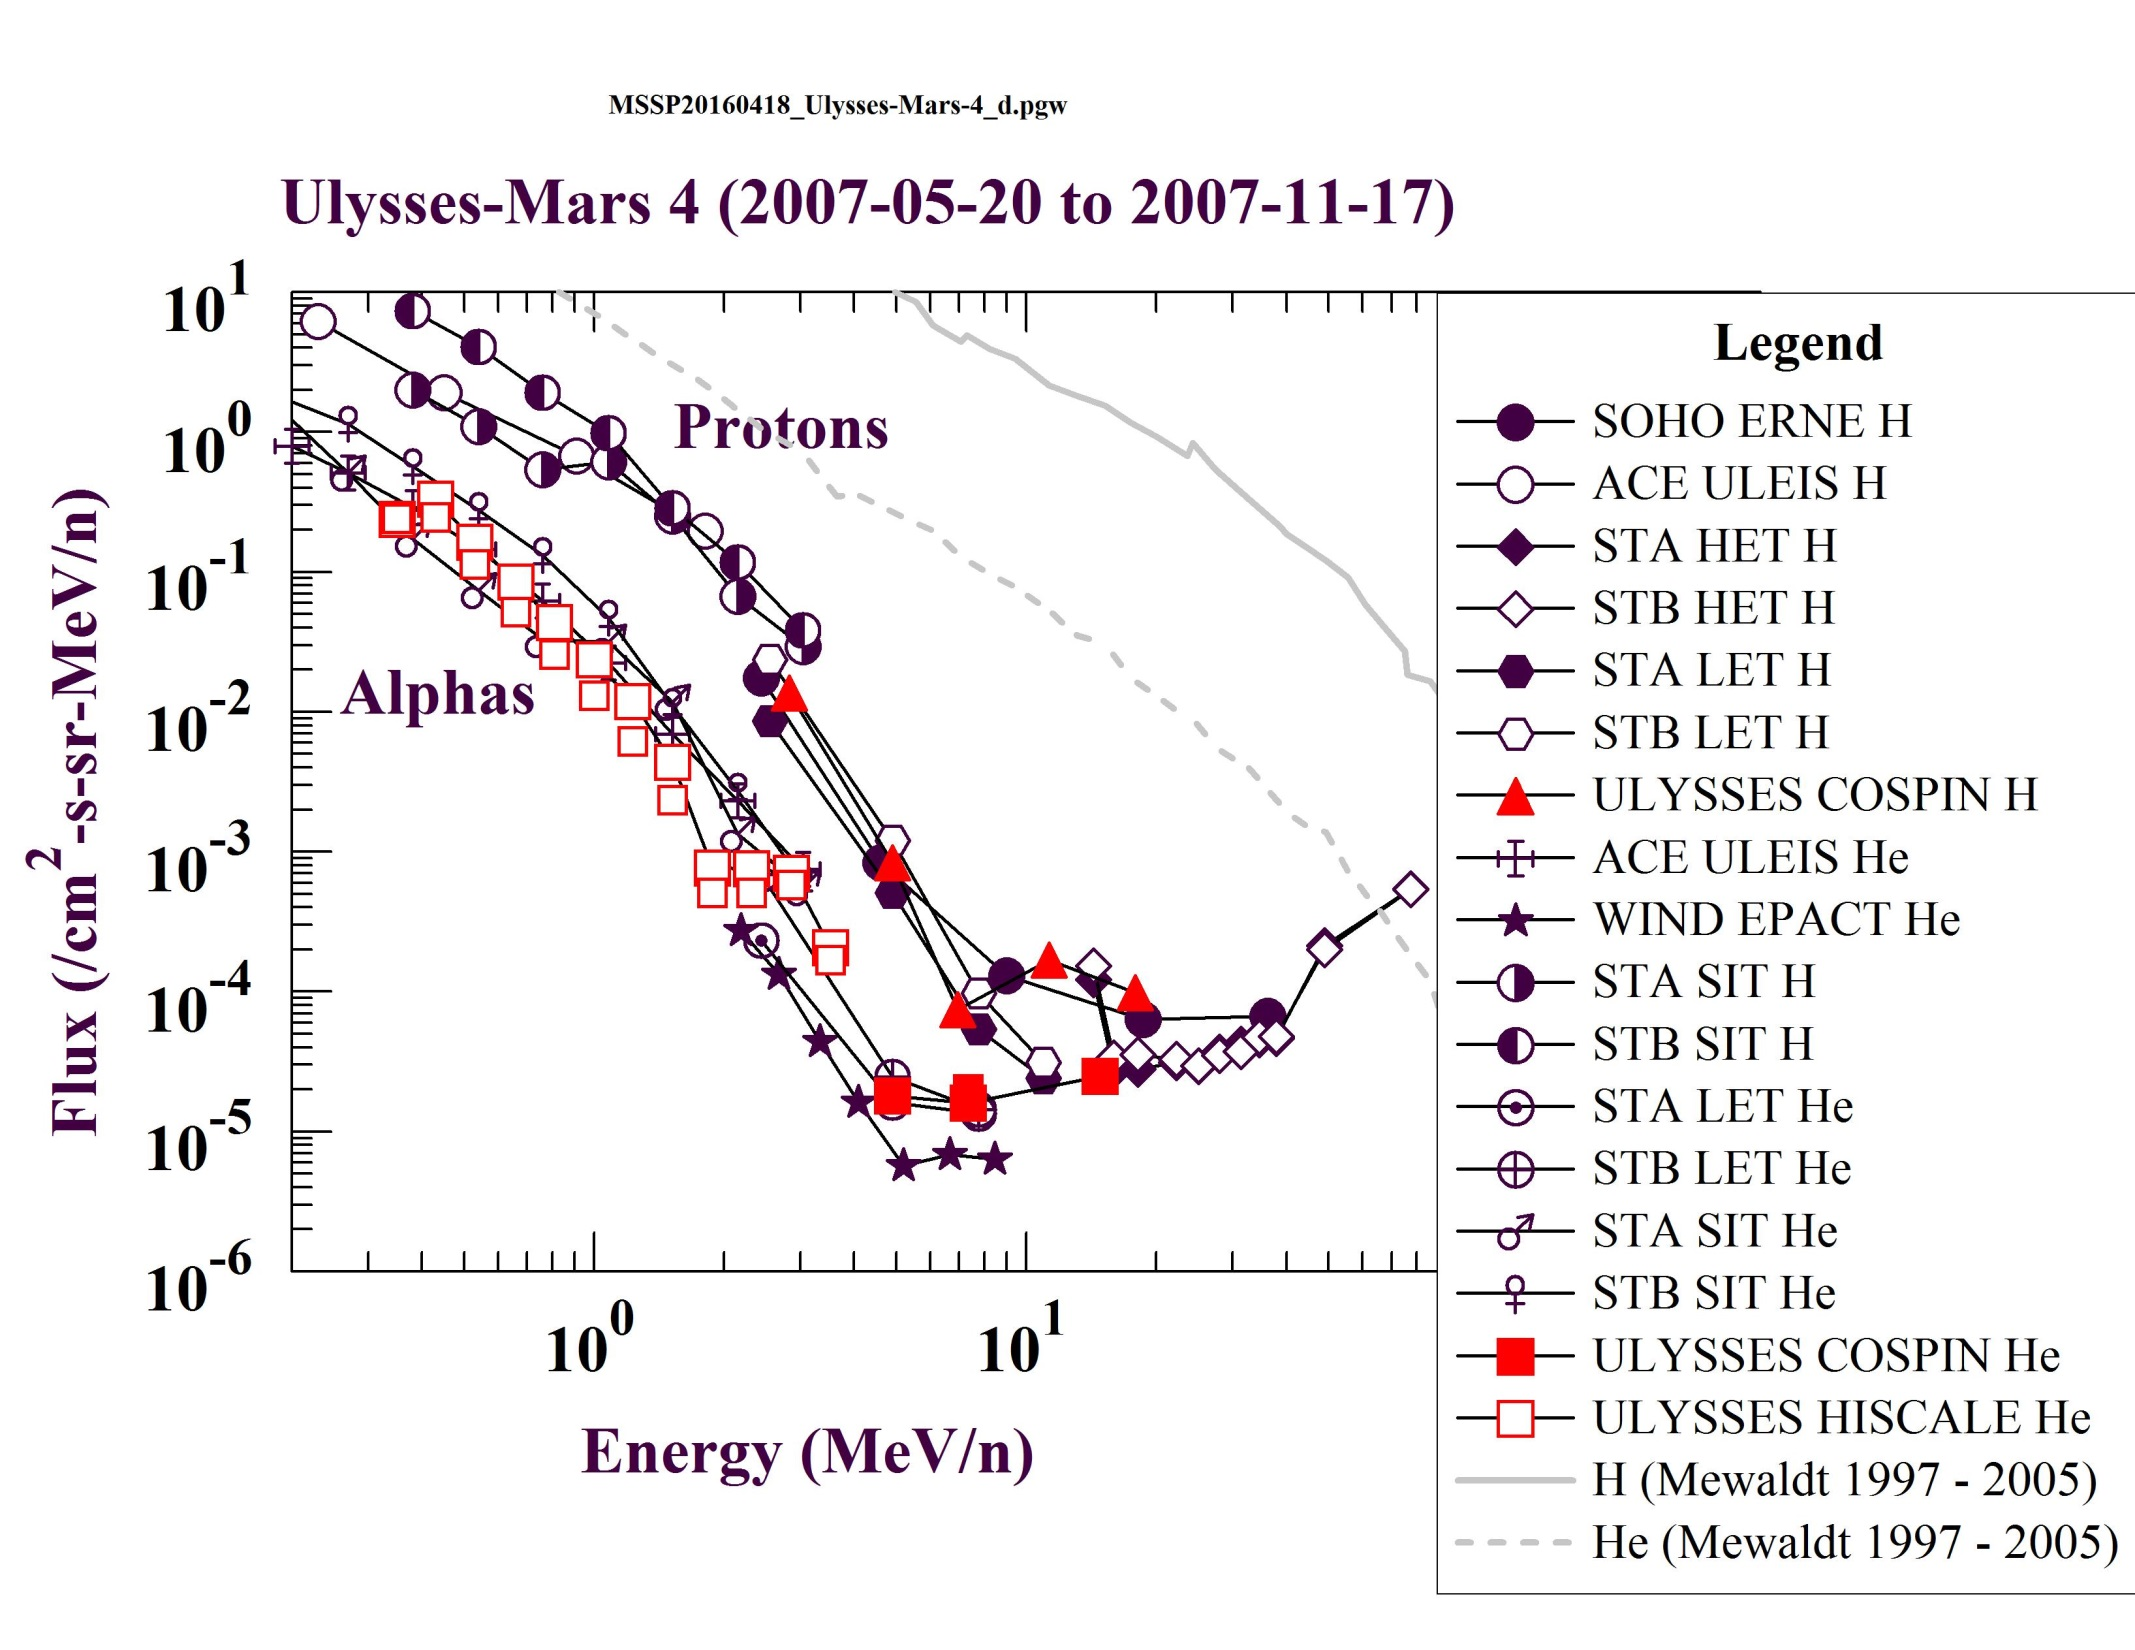 MSSP20160418_Ulysses-Mars-4_d.pgw
Ulysses-Mars 4 (2007-05-20 to 2007-11-17)
10^1
10^0
10^-1
10^-2
10^-3
10^-4
10^-5
10^-6
Flux (/cm^2-s-sr-MeV/n)
Protons
Alphas
10^0
10^1
Energy (MeV/n)
Legend
SOHO ERNE H
ACE ULEIS H
STA HET H
STB HET H
STA LET H
STB LET H
ULYSSES COSPIN H
ACE ULEIS He
WIND EPACT He
STA SIT H
STB SIT H
STA LET He
STB LET He
STA SIT He
STB SIT He
ULYSSES COSPIN He
ULYSSES HISCALE He
H (Mewaldt 1997 - 2005)
He (Mewaldt 1997 - 2005)